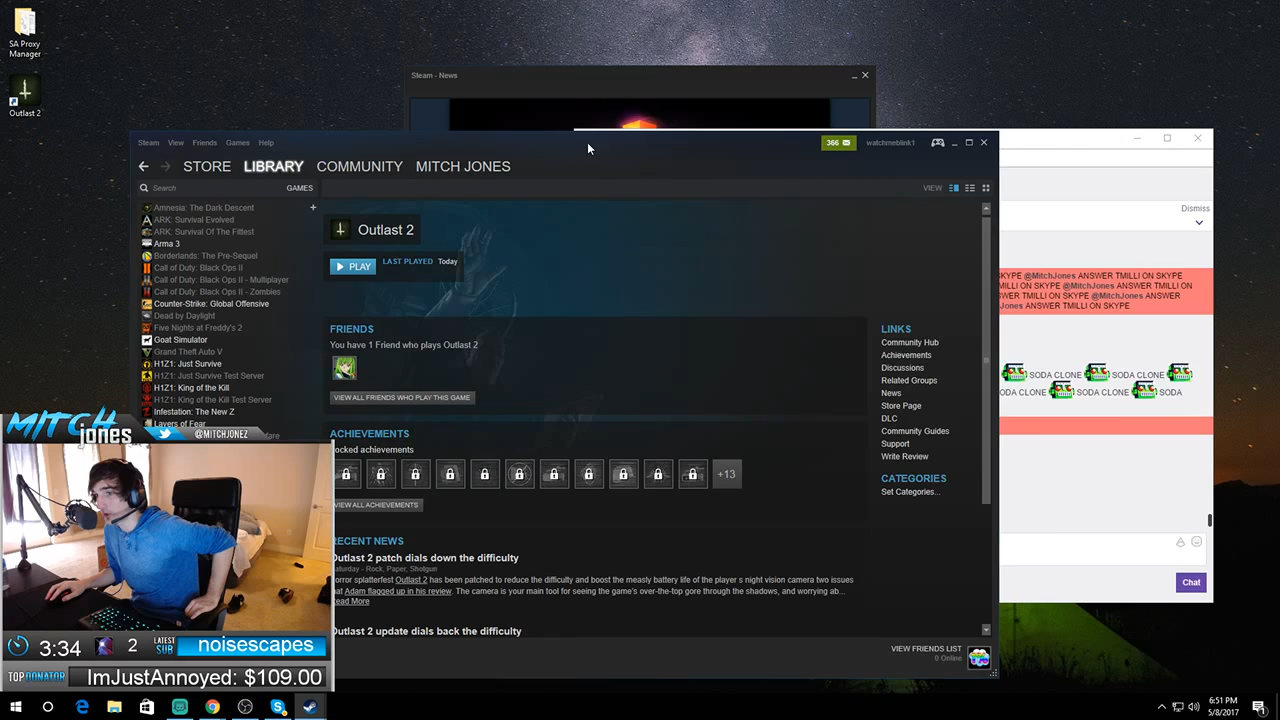 SA Proxy
Manager
Outlast 2
Steam - News
Steam View Friends Games Help
366
watchmeblink1
STORE LIBRARY COMMUNITY MITCH JONES
Search
GAMES
VIEW
Amnesia: The Dark Descent
ARK: Survival Evolved
ARK: Survival Of The Fittest
Arma 3
Borderlands: The Pre-Sequel
Call of Duty: Black Ops II
Call of Duty: Black Ops II - Multiplayer
Call of Duty: Black Ops II - Zombies
Counter-Strike: Global Offensive
Dead by Daylight
Five Nights at Freddy's 2
Goat Simulator
Grand Theft Auto V
H1Z1: Just Survive
H1Z1: Just Survive Test Server
H1Z1: King of the Kill
H1Z1: King of the Kill Test Server
Infestation: The New Z
Layers of Fear
fare
Outlast 2
PLAY
LAST PLAYED Today
FRIENDS
You have 1 Friend who plays Outlast 2
VIEW ALL FRIENDS WHO PLAY THIS GAME
ACHIEVEMENTS
ocked achievements
+13
VIEW ALL ACHIEVEMENTS
RECENT NEWS
Outlast 2 patch dials down the difficulty
aturday - Rock, Paper, Shotgun
orror splatterfest Outlast 2 has been patched to reduce the difficulty and boost the measly battery life of the player s night vision camera two issues
hat Adam flagged up in his review. The camera is your main tool for seeing the game's over-the-top gore through the shadows, and worrying ab...
Read More
Outlast 2 update dials back the difficulty
LINKS
Community Hub
Achievements
Discussions
Related Groups
News
Store Page
DLC
Community Guides
Support
Write Review
CATEGORIES
Set Categories...
VIEW FRIENDS LIST
0 Online
Dismiss
KYPE @MitchJones ANSWER TMILLI ON SKYPE
MILLI ON SKYPE @MitchJones ANSWER TMILLI ON
WER TMILLI ON SKYPE @MitchJones ANSWER
Jones ANSWER TMILLI ON SKYPE
SODA CLONE SODA CLONE
ODA CLONE SODA CLONE SODA
Chat
MITCH
jones
@MITCHJONEZ
3:34
2
LATEST
SUB
noisescapes
TOP DONATOR
ImJustAnnoyed: $109.00
6:51 PM
5/8/2017
1